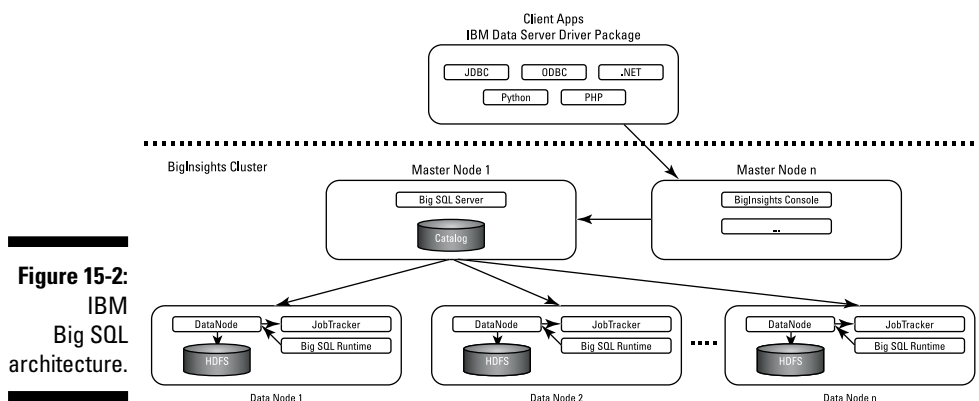 Client Apps
IBM Data Server Driver Package
JDBC
ODBC
.NET
Python
PHP
BigInsights Cluster
Master Node 1
Master Node n
Big SQL Server
Catalog
BigInsights Console
...
Figure 15-2:
IBM
Big SQL
architecture.
DataNode
JobTracker
Big SQL Runtime
HDFS
Data Node 1
DataNode
JobTracker
Big SQL Runtime
HDFS
Data Node 2
DataNode
JobTracker
Big SQL Runtime
HDFS
Data Node n